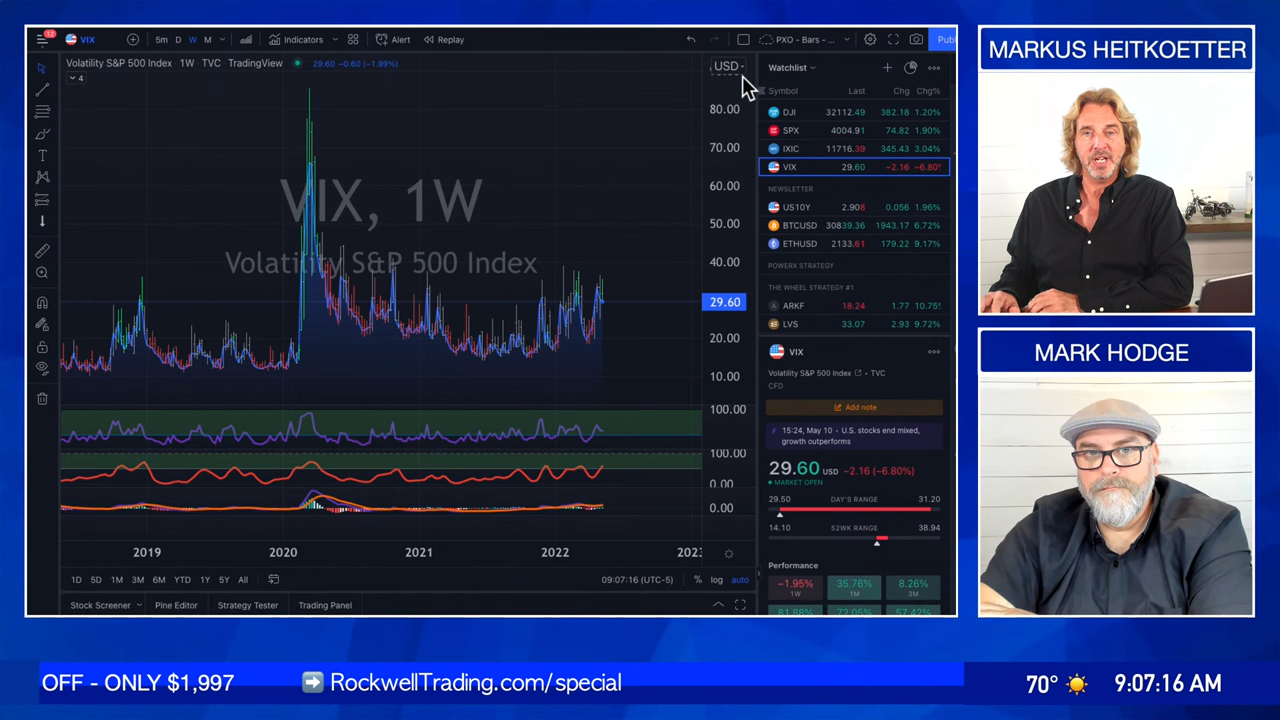 12
VIX
5m D W M
Indicators
Alert
Replay
PXO - Bars - ...
Publ
Volatility S&P 500 Index · 1W · TVC · TradingView
29.60 −0.60 (−1.99%)
4
USD
80.00
70.00
60.00
50.00
40.00
29.60
20.00
10.00
100.00
100.00
0.00
0.00
VIX, 1W
Volatility S&P 500 Index
2019 2020 2021 2022 2023
1D 5D 1M 3M 6M YTD 1Y 5Y All
09:07:16 (UTC-5) % log auto
Stock Screener Pine Editor Strategy Tester Trading Panel
Watchlist
Symbol Last Chg Chg%
DJI 32112.49 382.18 1.20%
SPX 4004.91 74.82 1.90%
IXIC 11716.39 345.43 3.04%
VIX 29.60 −2.16 −6.80%
NEWSLETTER
US10Y 2.908 0.056 1.96%
BTCUSD 30839.36 1943.17 6.72%
ETHUSD 2133.61 179.22 9.17%
POWERX STRATEGY
THE WHEEL STRATEGY #1
ARKF 18.24 1.77 10.75%
LVS 33.07 2.93 9.72%
VIX
Volatility S&P 500 Index • TVC
CFD
Add note
15:24, May 10 • U.S. stocks end mixed,
growth outperforms
29.60 USD −2.16 (−6.80%)
MARKET OPEN
29.50 DAY'S RANGE 31.20
14.10 52WK RANGE 38.94
Performance
−1.95% 35.76% 8.26%
1W 1M 3M
81.88% 72.05% 57.42%
MARKUS HEITKOETTER
MARK HODGE
OFF - ONLY $1,997 RockwellTrading.com/special
70° 9:07:16 AM